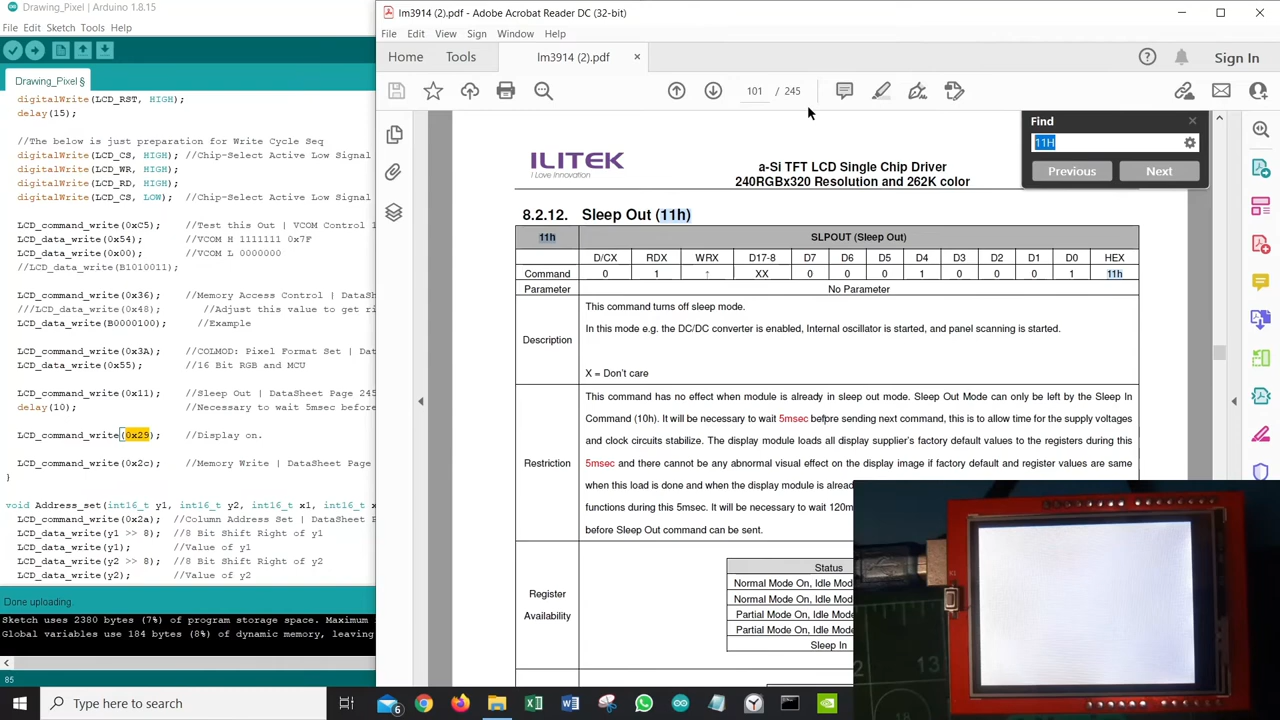 Drawing_Pixel | Arduino 1.8.15
File Edit Sketch Tools Help
Drawing_Pixel §
digitalWrite(LCD_RST, HIGH);
delay(15);
//The below is just preparation for Write Cycle Seq
digitalWrite(LCD_CS, HIGH); //Chip-Select Active Low Signal
digitalWrite(LCD_WR, HIGH);
digitalWrite(LCD_RD, HIGH);
digitalWrite(LCD_CS, LOW); //Chip-Select Active Low Signal
LCD_command_write(0xC5); //Test this Out | VCOM Control 1
LCD_data_write(0x54); //VCOM H 1111111 0x7F
LCD_data_write(0x00); //VCOM L 0000000
//LCD_data_write(B1010011);
LCD_command_write(0x36); //Memory Access Control | DataSh
///LCD_data_write(0x48); //Adjust this value to get ri
LCD_data_write(B0000100); //Example
LCD_command_write(0x3A); //COLMOD: Pixel Format Set | Dat
LCD_data_write(0x55); //16 Bit RGB and MCU
LCD_command_write(0x11); //Sleep Out | DataSheet Page 245
delay(10); //Necessary to wait 5msec before
LCD_command_write(0x29); //Display on.
LCD_command_write(0x2c); //Memory Write | DataSheet Page
}
void Address_set(int16_t y1, int16_t y2, int16_t x1, int16_t x
LCD_command_write(0x2a); //Column Address Set | DataSheet
LCD_data_write(y1 >> 8); //8 Bit Shift Right of y1
LCD_data_write(y1); //Value of y1
LCD_data_write(y2 >> 8); //8 Bit Shift Right of y2
LCD_data_write(y2); //Value of y2
Done uploading.
Sketch uses 2380 bytes (7%) of program storage space. Maximum
Global variables use 184 bytes (8%) of dynamic memory, leaving
85
lm3914 (2).pdf - Adobe Acrobat Reader DC (32-bit)
File Edit View Sign Window Help
Home Tools lm3914 (2).pdf × Sign In
101 / 245
Find
11H
Previous Next
ILITEK
I Love Innovation
a-Si TFT LCD Single Chip Driver
240RGBx320 Resolution and 262K color
8.2.12. Sleep Out (11h)
11h SLPOUT (Sleep Out)
D/CX RDX WRX D17-8 D7 D6 D5 D4 D3 D2 D1 D0 HEX
Command 0 1 ↑ XX 0 0 0 1 0 0 0 1 11h
Parameter No Parameter
Description
This command turns off sleep mode.
In this mode e.g. the DC/DC converter is enabled, Internal oscillator is started, and panel scanning is started.
X = Don't care
Restriction
This command has no effect when module is already in sleep out mode. Sleep Out Mode can only be left by the Sleep In
Command (10h). It will be necessary to wait 5msec before sending next command, this is to allow time for the supply voltages
and clock circuits stabilize. The display module loads all display supplier's factory default values to the registers during this
5msec and there cannot be any abnormal visual effect on the display image if factory default and register values are same
when this load is done and when the display module is alread
functions during this 5msec. It will be necessary to wait 120m
before Sleep Out command can be sent.
Register
Availability
Status
Normal Mode On, Idle Mod
Normal Mode On, Idle Mod
Partial Mode On, Idle Mode
Partial Mode On, Idle Mode
Sleep In
13
Type here to search
6